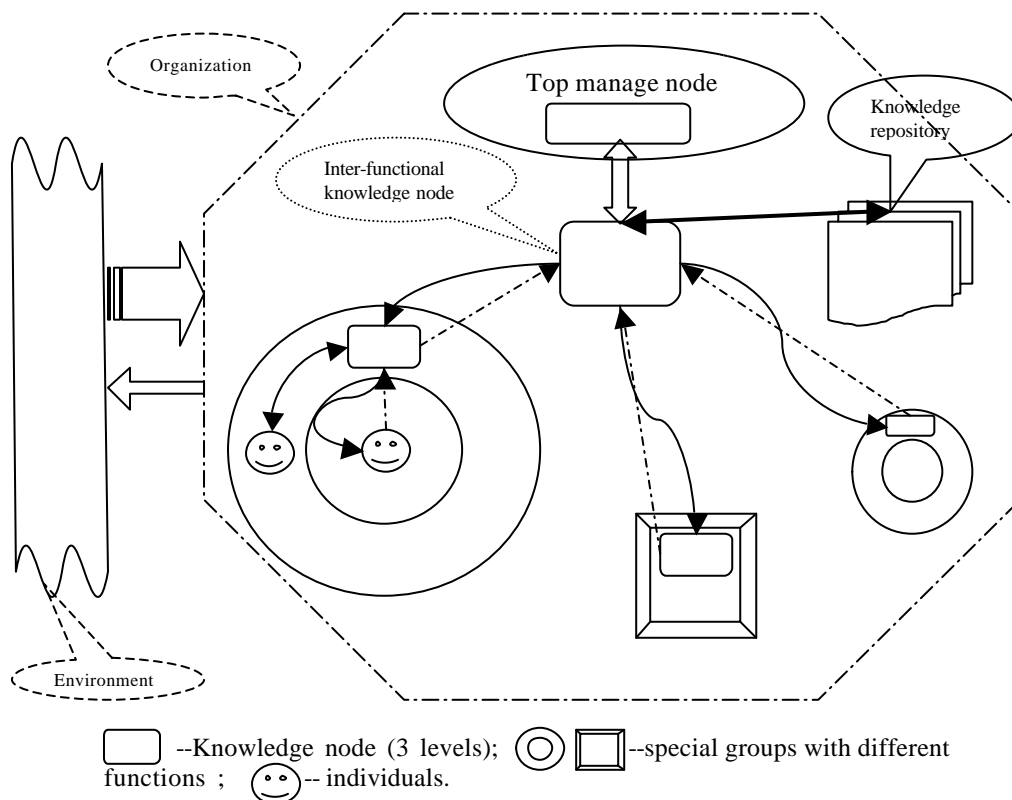 Organization
Top manage node
Knowledge
repository
Inter-functional
knowledge node
Environment
--Knowledge node (3 levels); --special groups with different
functions ; -- individuals.